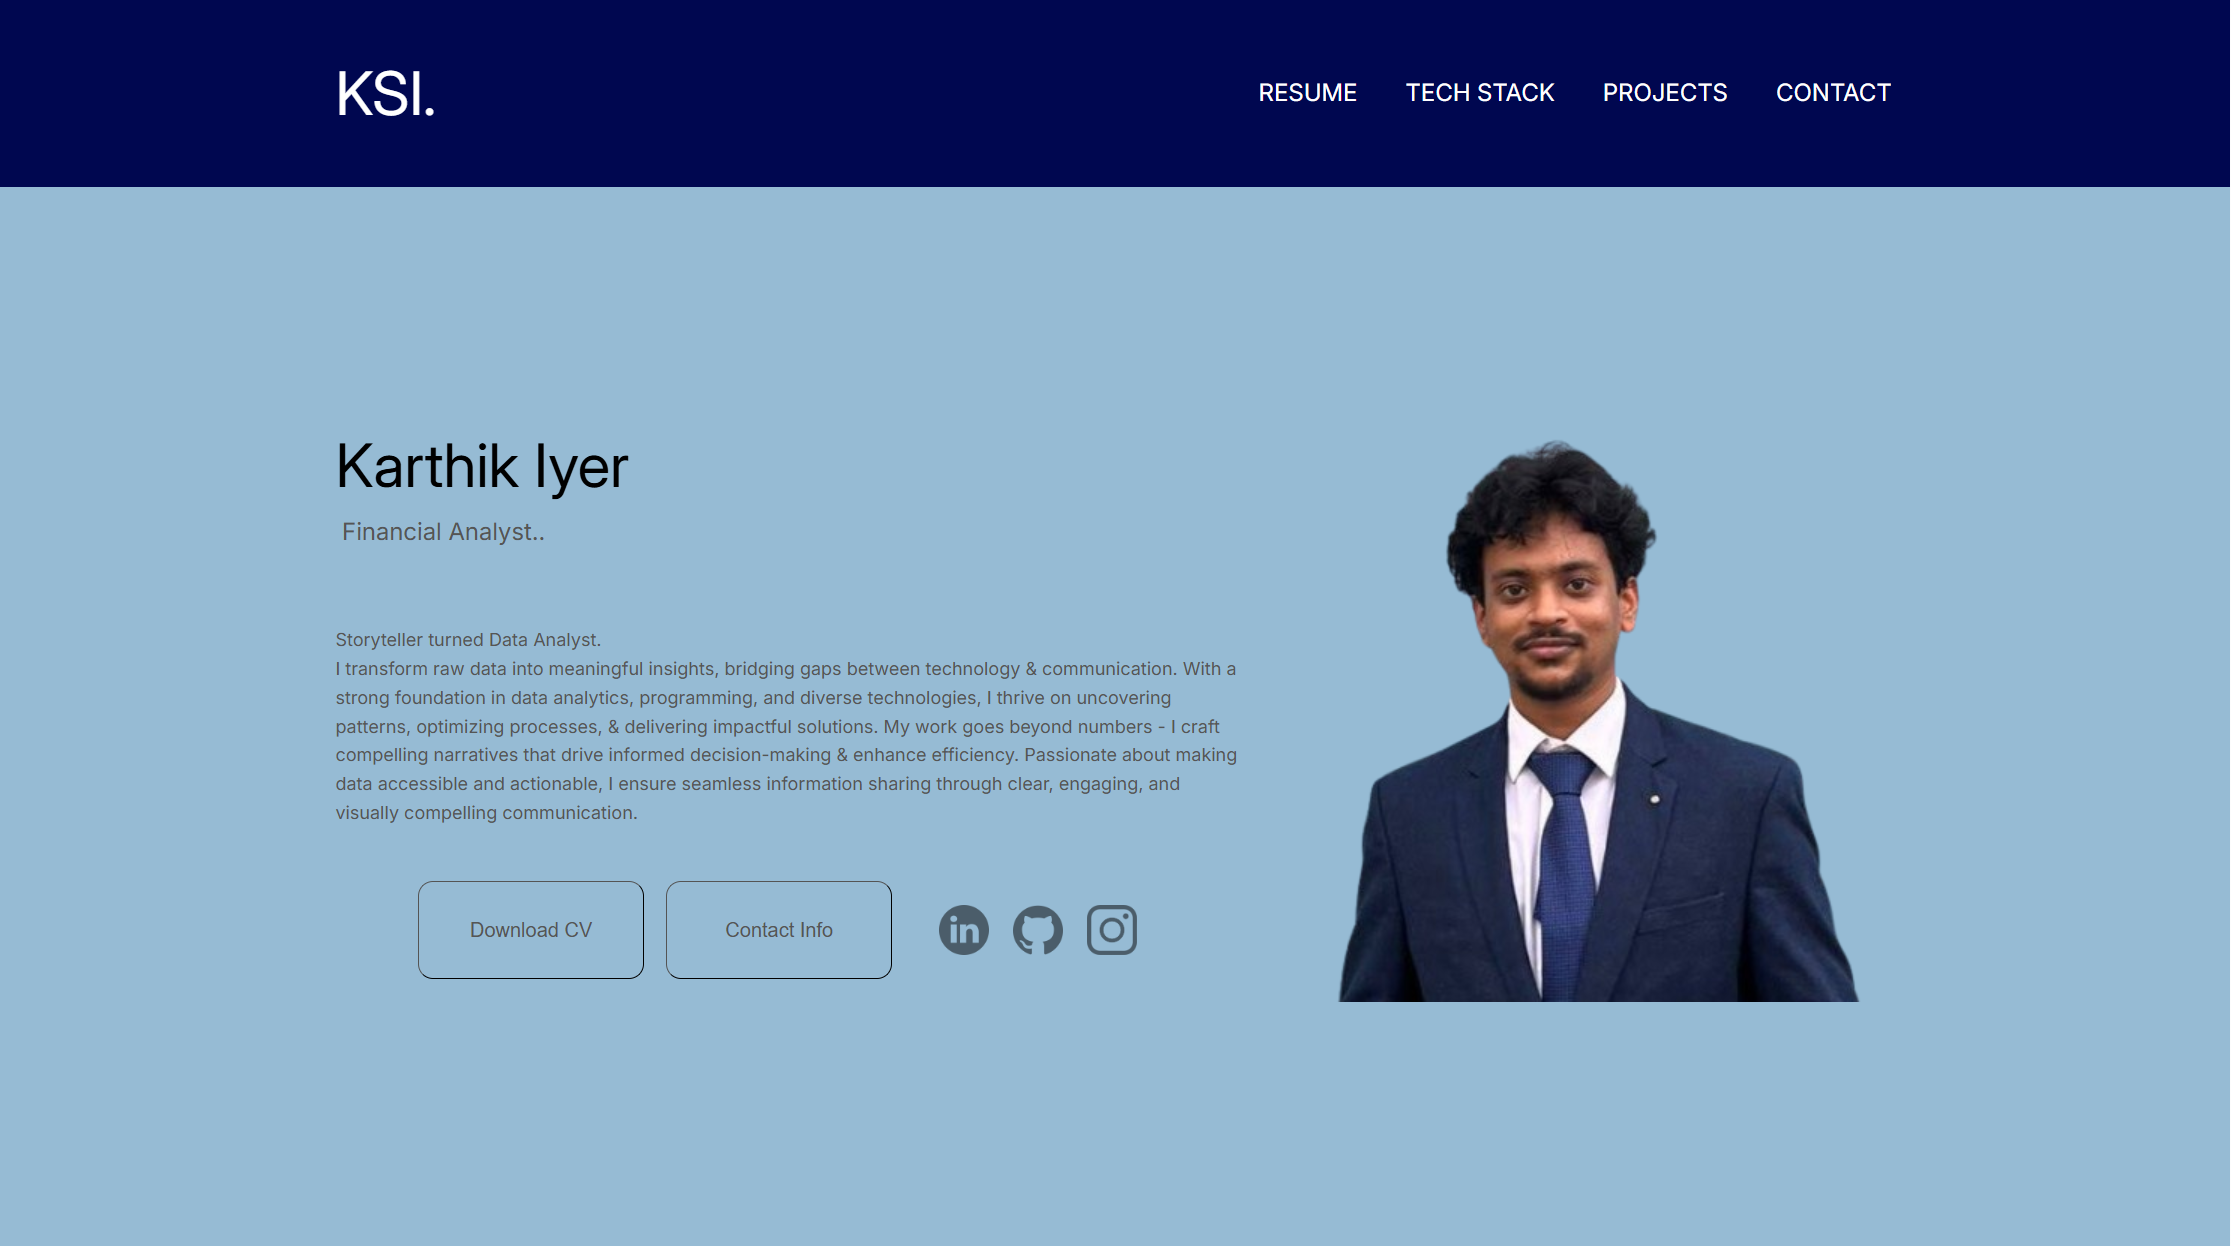 KSI.
RESUME TECH STACK PROJECTS CONTACT
Karthik Iyer
Financial Analyst..
Storyteller turned Data Analyst.
I transform raw data into meaningful insights, bridging gaps between technology & communication. With a
strong foundation in data analytics, programming, and diverse technologies, I thrive on uncovering
patterns, optimizing processes, & delivering impactful solutions. My work goes beyond numbers - I craft
compelling narratives that drive informed decision-making & enhance efficiency. Passionate about making
data accessible and actionable, I ensure seamless information sharing through clear, engaging, and
visually compelling communication.
Download CV
Contact Info
in